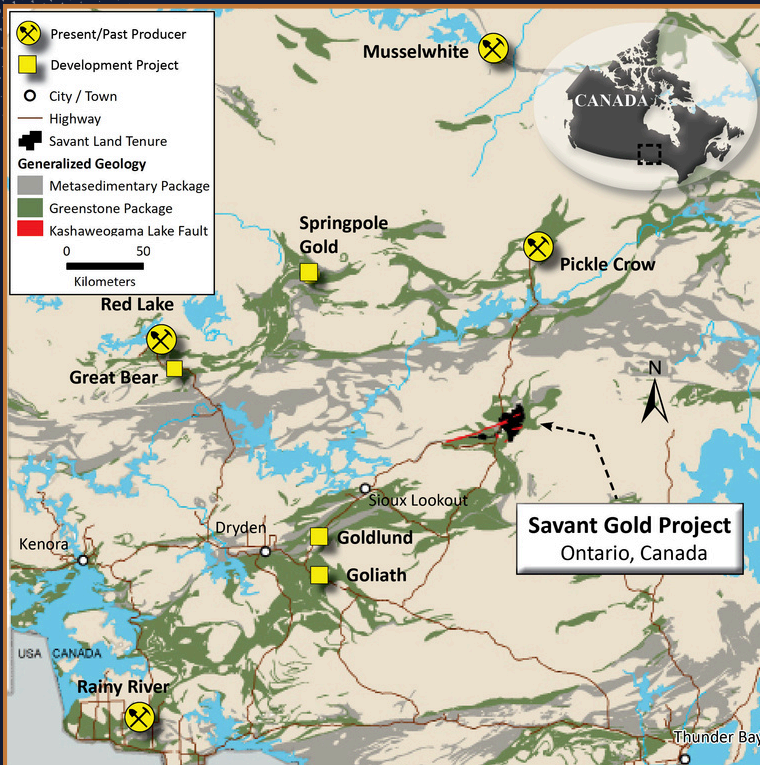 Present/Past Producer
Development Project
City / Town
Highway
Savant Land Tenure
Generalized Geology
Metasedimentary Package
Greenstone Package
Kashaweogama Lake Fault
0 50
Kilometers
Musselwhite
CANADA
Springpole
Gold
Pickle Crow
Red Lake
Great Bear
N
Sioux Lookout
Savant Gold Project
Ontario, Canada
Dryden
Goldlund
Kenora
Goliath
USA CANADA
Rainy River
Thunder Bay